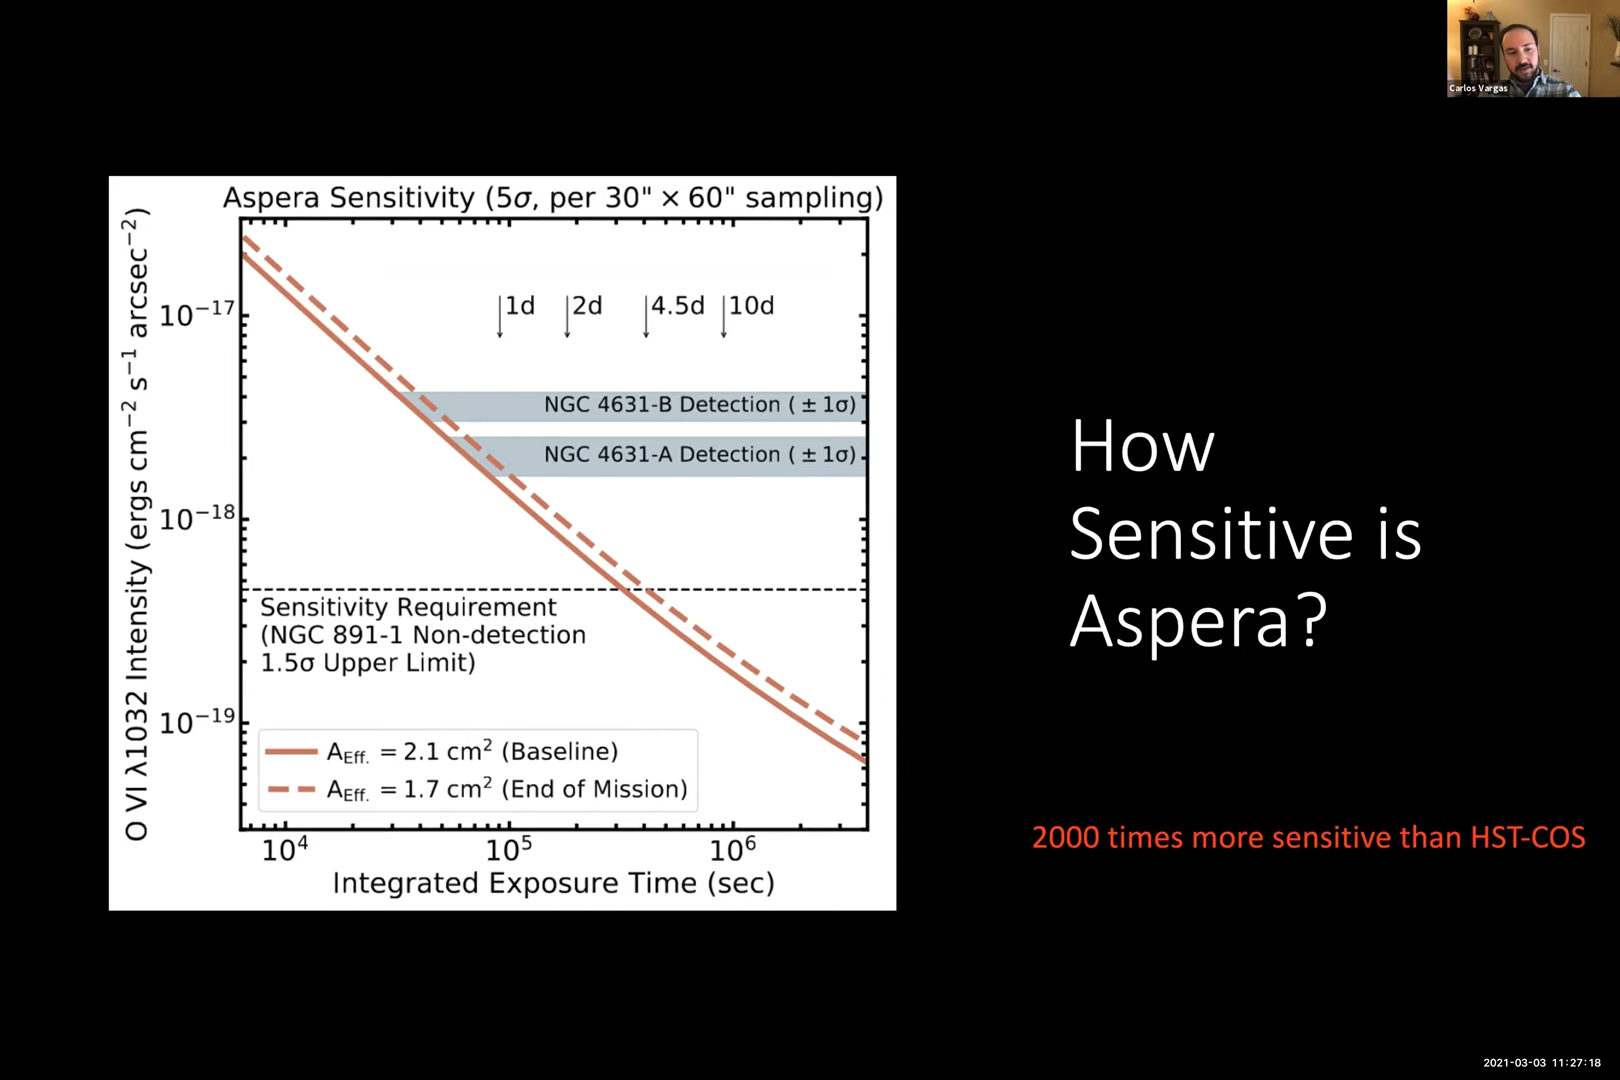 Carlos Vargas
Aspera Sensitivity (5σ, per 30" × 60" sampling)
O VI λ1032 Intensity (ergs cm⁻² s⁻¹ arcsec⁻²)
10⁻¹⁷
10⁻¹⁸
10⁻¹⁹
1d 2d 4.5d 10d
NGC 4631-B Detection ( ± 1σ)
NGC 4631-A Detection ( ± 1σ)
Sensitivity Requirement
(NGC 891-1 Non-detection
1.5σ Upper Limit)
A_Eff. = 2.1 cm² (Baseline)
A_Eff. = 1.7 cm² (End of Mission)
10⁴ 10⁵ 10⁶
Integrated Exposure Time (sec)
How
Sensitive is
Aspera?
2000 times more sensitive than HST-COS
2021-03-03 11:27:18